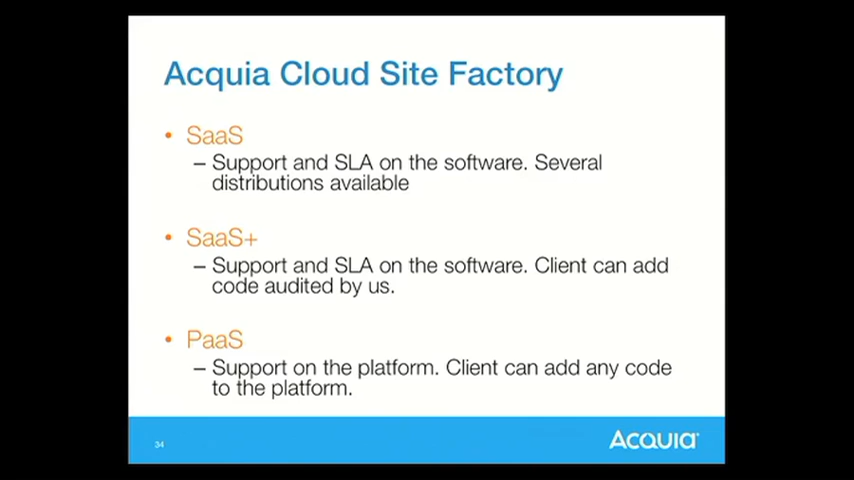 Acquia Cloud Site Factory
• SaaS
– Support and SLA on the software. Several
distributions available
• SaaS+
– Support and SLA on the software. Client can add
code audited by us.
• PaaS
– Support on the platform. Client can add any code
to the platform.
34
ACQUIA